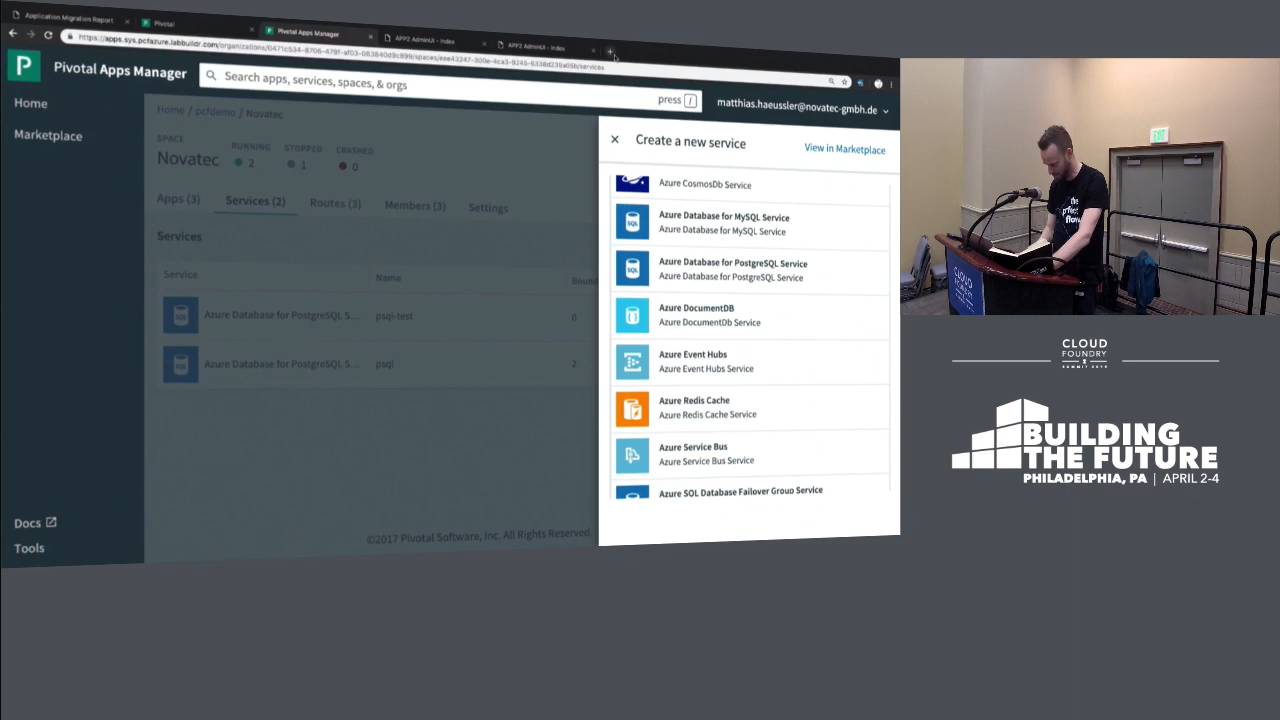 Application Migration Report
Pivotal
Pivotal Apps Manager
APP2 AdminUI - Index
APP2 AdminUI - Index
Pivotal Apps Manager
Search apps, services, spaces, & orgs
press /
matthias.haeussler@novatec-gmbh.de
Home
Marketplace
Docs
Tools
Home / pcfdemo / Novatec
SPACE
Novatec
RUNNING
2
STOPPED
1
CRASHED
0
Apps (3)
Services (2)
Routes (3)
Members (3)
Settings
Services
Service
Name
Azure Database for PostgreSQL S...
psql-test
Azure Database for PostgreSQL S...
psql
2
©2017 Pivotal Software, Inc. All Rights Reserved.
Create a new service
View in Marketplace
Azure CosmosDb Service
Azure Database for MySQL Service
Azure Database for MySQL Service
Azure Database for PostgreSQL Service
Azure Database for PostgreSQL Service
Azure DocumentDB
Azure DocumentDb Service
Azure Event Hubs
Azure Event Hubs Service
Azure Redis Cache
Azure Redis Cache Service
Azure Service Bus
Azure Service Bus Service
Azure SQL Database Failover Group Service
EXIT
the
perfect
flow.
CLOUD
FOUNDRY
CLOUD
FOUNDRY
SUMMIT 2019
BUILDING
THE FUTURE
PHILADELPHIA, PA | APRIL 2-4